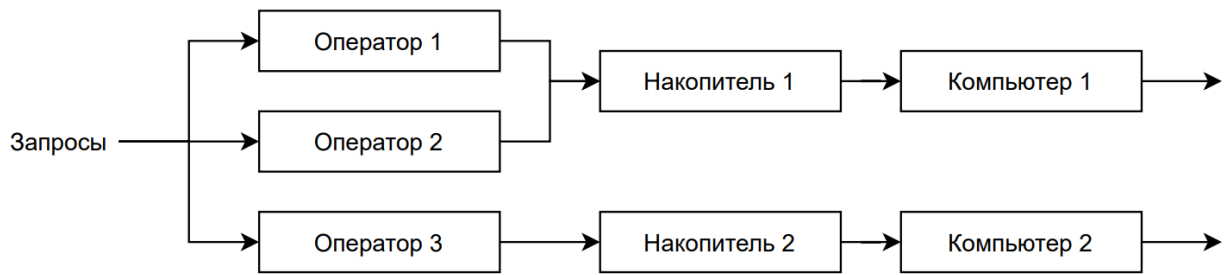 Оператор 1
Накопитель 1
Компьютер 1
Оператор 2
Запросы
Оператор 3
Накопитель 2
Компьютер 2